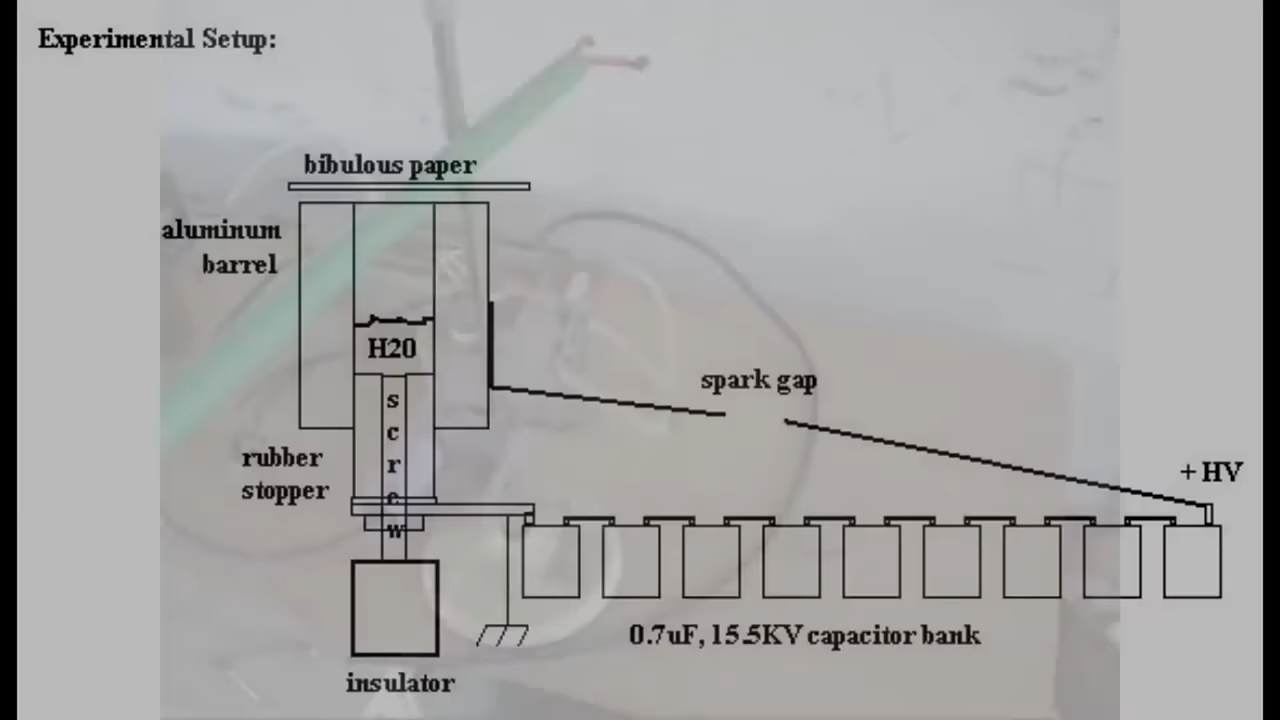 Experimental Setup:
bibulous paper
aluminum
barrel
H20
spark gap
screw
rubber
stopper
+ HV
0.7uF, 15.5KV capacitor bank
insulator